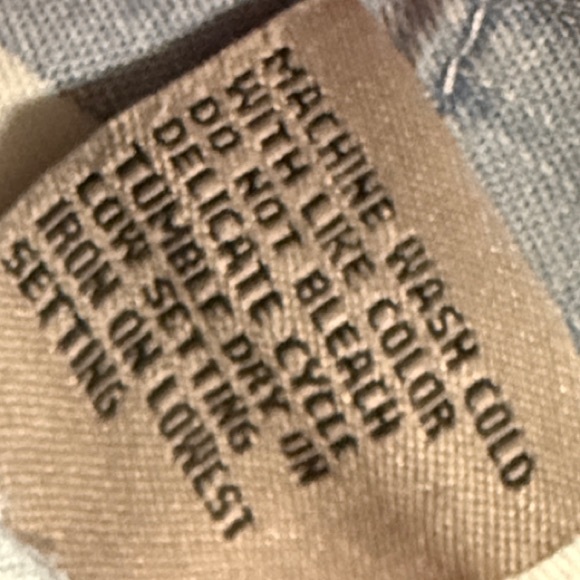 MACHINE WASH COLD
WITH LIKE COLOR
DO NOT BLEACH
DELICATE CYCLE
TUMBLE DRY ON
LOW SETTING
IRON ON LOWEST
SETTING